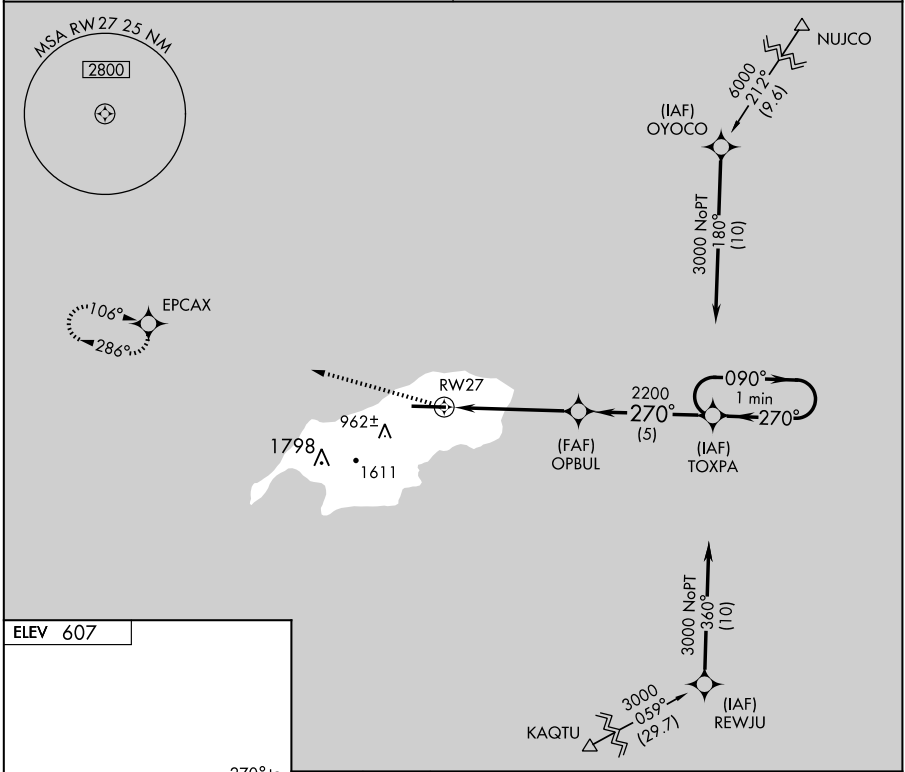 MSA RW27 25 NM
2800
NUJCO
6000
212°
(9.6)
(IAF)
OYOCO
3000 NoPT
180°
(10)
EPCAX
106°
286°
RW27
2200
270°
(5)
090°
1 min
270°
(FAF)
OPBUL
(IAF)
TOXPA
962±
1798
1611
3000 NoPT
360°
(10)
ELEV 607
3000
059°
(29.7)
KAQTU
(IAF)
REWJU